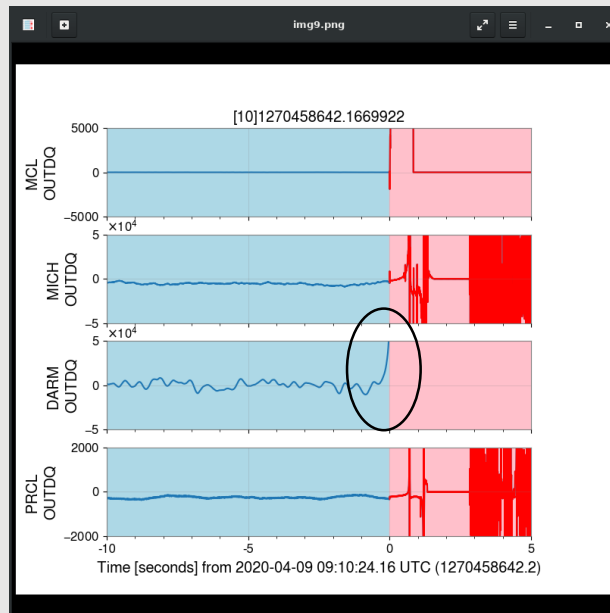 img9.png
[10]1270458642.1669922
MCL
OUTDQ
5000
0
−5000
×10⁴
MICH
OUTDQ
5
0
−5
×10⁴
DARM
OUTDQ
5
0
−5
PRCL
OUTDQ
2000
0
−2000
-10
-5
0
5
Time [seconds] from 2020-04-09 09:10:24.16 UTC (1270458642.2)